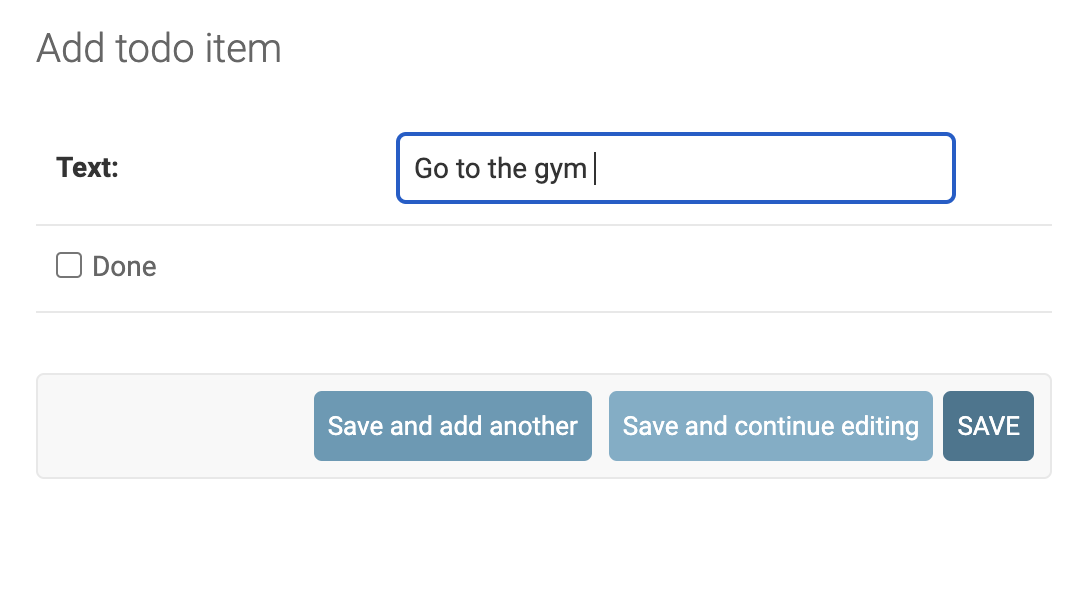 Add todo item
Text: Go to the gym
Done
Save and add another Save and continue editing SAVE